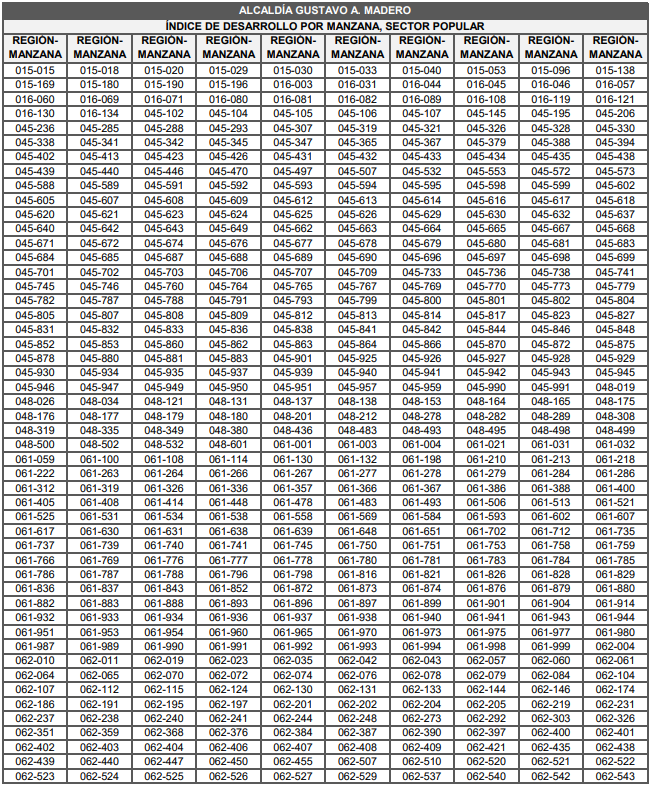 ALCALDÍA GUSTAVO A. MADERO
ÍNDICE DE DESARROLLO POR MANZANA, SECTOR POPULAR
REGIÓN- REGIÓN- REGIÓN- REGIÓN- REGIÓN- REGIÓN- REGIÓN- REGIÓN- REGIÓN- REGIÓN-
MANZANA MANZANA MANZANA MANZANA MANZANA MANZANA MANZANA MANZANA MANZANA MANZANA
015-015 015-018 015-020 015-029 015-030 015-033 015-040 015-053 015-096 015-138
015-169 015-180 015-190 015-196 016-003 016-031 016-044 016-045 016-046 016-057
016-060 016-069 016-071 016-080 016-081 016-082 016-089 016-108 016-119 016-121
016-130 016-134 045-102 045-104 045-105 045-106 045-107 045-145 045-195 045-206
045-236 045-285 045-288 045-293 045-307 045-319 045-321 045-326 045-328 045-330
045-338 045-341 045-342 045-345 045-347 045-365 045-367 045-379 045-388 045-394
045-402 045-413 045-423 045-426 045-431 045-432 045-433 045-434 045-435 045-438
045-439 045-440 045-446 045-470 045-497 045-507 045-532 045-553 045-572 045-573
045-588 045-589 045-591 045-592 045-593 045-594 045-595 045-598 045-599 045-602
045-605 045-607 045-608 045-609 045-612 045-613 045-614 045-616 045-617 045-618
045-620 045-621 045-623 045-624 045-625 045-626 045-629 045-630 045-632 045-637
045-640 045-642 045-643 045-649 045-662 045-663 045-664 045-665 045-667 045-668
045-671 045-672 045-674 045-676 045-677 045-678 045-679 045-680 045-681 045-683
045-684 045-685 045-687 045-688 045-689 045-690 045-696 045-697 045-698 045-699
045-701 045-702 045-703 045-706 045-707 045-709 045-733 045-736 045-738 045-741
045-745 045-746 045-760 045-764 045-765 045-767 045-769 045-770 045-773 045-779
045-782 045-787 045-788 045-791 045-793 045-799 045-800 045-801 045-802 045-804
045-805 045-807 045-808 045-809 045-812 045-813 045-814 045-817 045-823 045-827
045-831 045-832 045-833 045-836 045-838 045-841 045-842 045-844 045-846 045-848
045-852 045-853 045-860 045-862 045-863 045-864 045-866 045-870 045-872 045-875
045-878 045-880 045-881 045-883 045-901 045-925 045-926 045-927 045-928 045-929
045-930 045-934 045-935 045-937 045-939 045-940 045-941 045-942 045-943 045-945
045-946 045-947 045-949 045-950 045-951 045-957 045-959 045-990 045-991 048-019
048-026 048-034 048-121 048-131 048-137 048-138 048-153 048-164 048-165 048-175
048-176 048-177 048-179 048-180 048-201 048-212 048-278 048-282 048-289 048-308
048-319 048-335 048-349 048-380 048-436 048-483 048-493 048-495 048-498 048-499
048-500 048-502 048-532 048-601 061-001 061-003 061-004 061-021 061-031 061-032
061-059 061-100 061-108 061-114 061-130 061-132 061-198 061-210 061-213 061-218
061-222 061-263 061-264 061-266 061-267 061-277 061-278 061-279 061-284 061-286
061-312 061-319 061-326 061-336 061-357 061-366 061-367 061-386 061-388 061-400
061-405 061-408 061-414 061-448 061-478 061-483 061-493 061-506 061-513 061-521
061-525 061-531 061-534 061-538 061-558 061-569 061-584 061-593 061-602 061-607
061-617 061-630 061-631 061-638 061-639 061-648 061-651 061-702 061-712 061-735
061-737 061-739 061-740 061-741 061-745 061-750 061-751 061-753 061-758 061-759
061-766 061-769 061-776 061-777 061-778 061-780 061-781 061-783 061-784 061-785
061-786 061-787 061-788 061-796 061-798 061-816 061-821 061-826 061-828 061-829
061-836 061-837 061-843 061-852 061-872 061-873 061-874 061-876 061-879 061-880
061-882 061-883 061-888 061-893 061-896 061-897 061-899 061-901 061-904 061-914
061-932 061-933 061-934 061-936 061-937 061-938 061-940 061-941 061-943 061-944
061-951 061-953 061-954 061-960 061-965 061-970 061-973 061-975 061-977 061-980
061-987 061-989 061-990 061-991 061-992 061-993 061-994 061-998 061-999 062-004
062-010 062-011 062-019 062-023 062-035 062-042 062-043 062-057 062-060 062-061
062-064 062-065 062-070 062-072 062-074 062-076 062-078 062-079 062-084 062-104
062-107 062-112 062-115 062-124 062-130 062-131 062-133 062-144 062-146 062-174
062-186 062-191 062-195 062-197 062-201 062-202 062-204 062-205 062-219 062-231
062-237 062-238 062-240 062-241 062-244 062-248 062-273 062-292 062-303 062-326
062-351 062-359 062-368 062-376 062-384 062-387 062-390 062-397 062-400 062-401
062-402 062-403 062-404 062-406 062-407 062-408 062-409 062-421 062-435 062-438
062-439 062-440 062-447 062-450 062-455 062-507 062-510 062-520 062-521 062-522
062-523 062-524 062-525 062-526 062-527 062-529 062-537 062-540 062-542 062-543